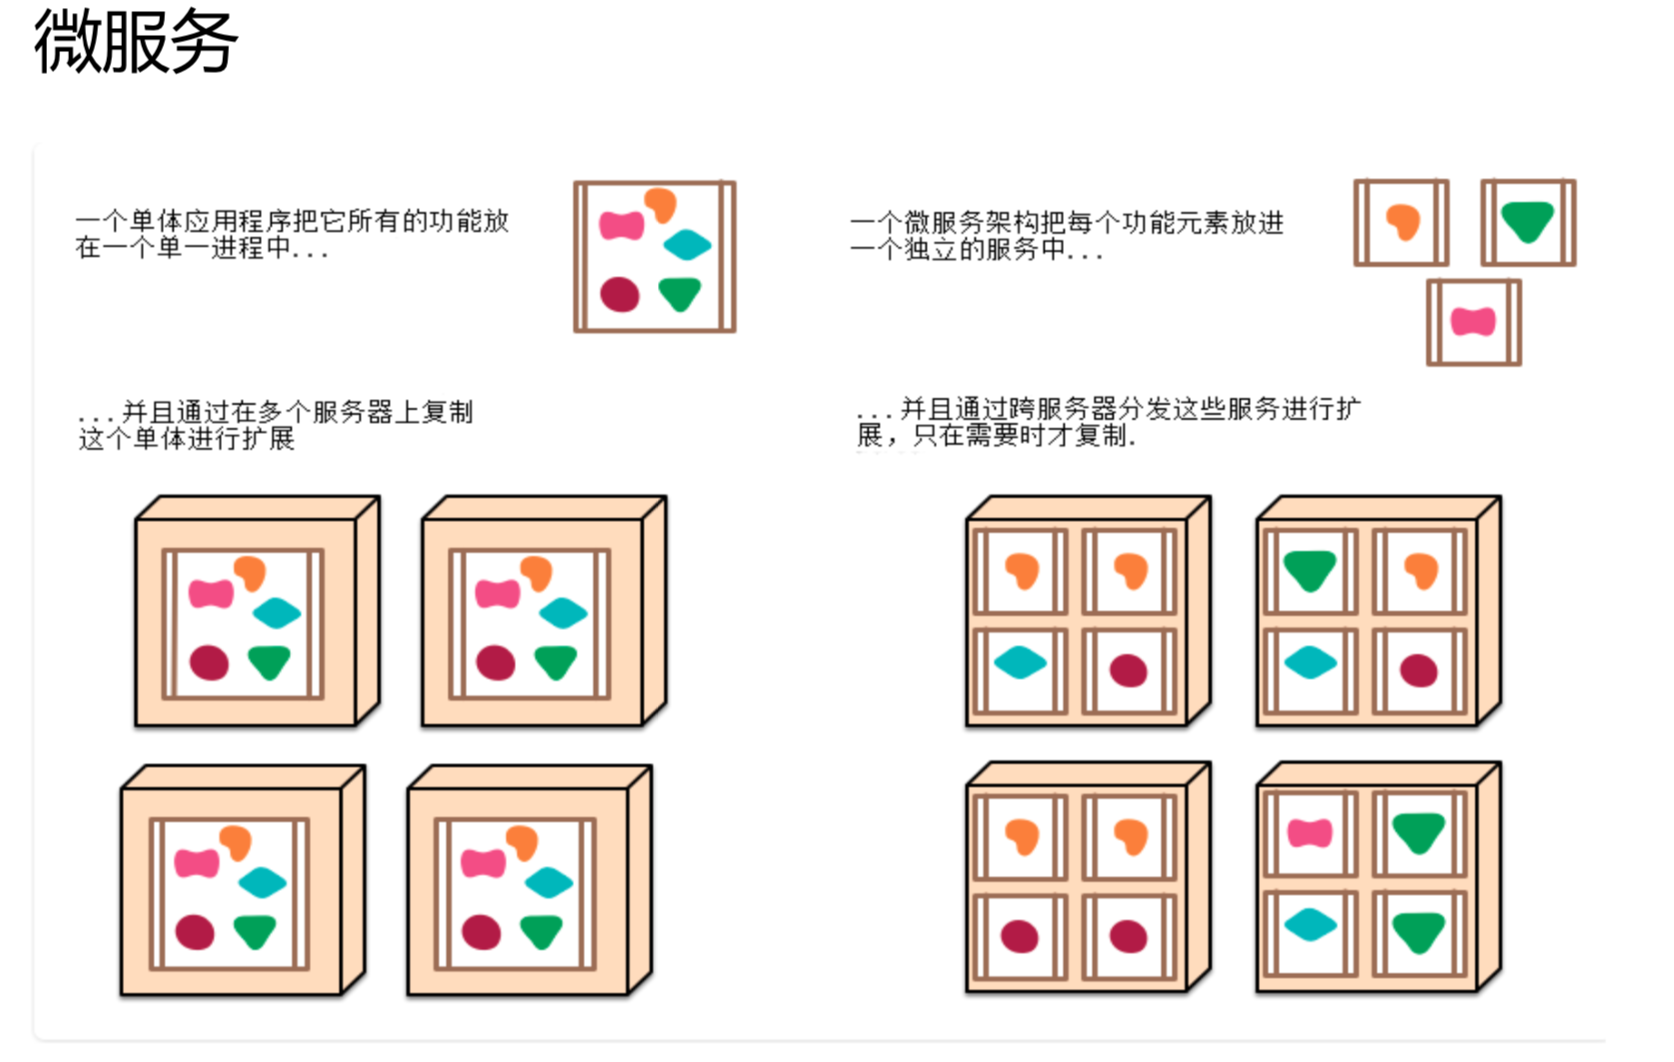 微服务
一个单体应用程序把它所有的功能放
在一个单一进程中...
一个微服务架构把每个功能元素放进
一个独立的服务中...
...并且通过在多个服务器上复制
这个单体进行扩展
...并且通过跨服务器分发这些服务进行扩
展，只在需要时才复制.